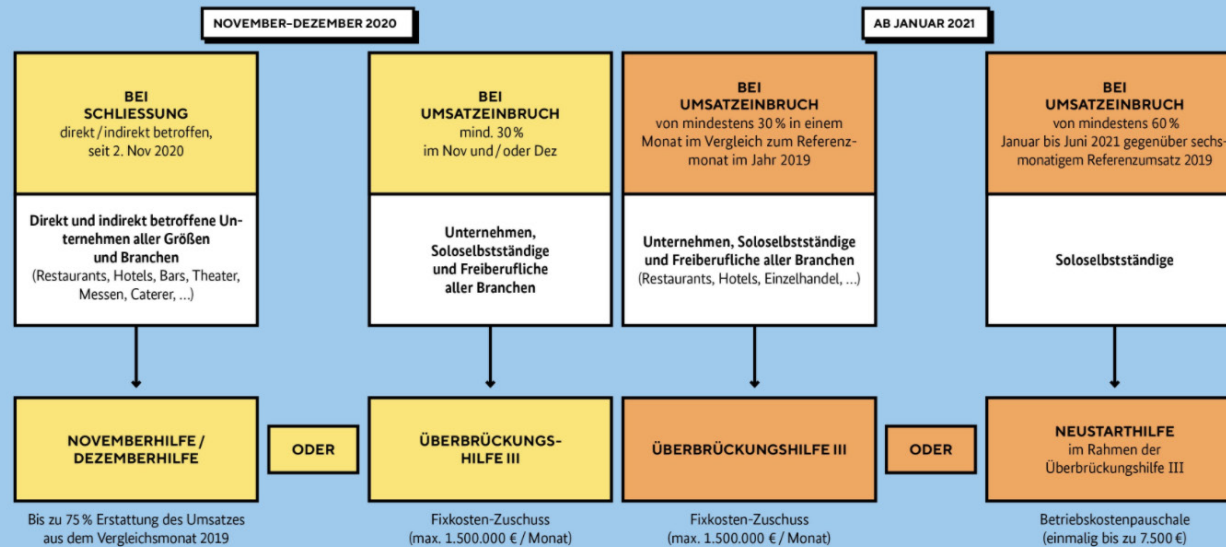 NOVEMBER–DEZEMBER 2020
AB JANUAR 2021
BEI
SCHLIESSUNG
direkt / indirekt betroffen,
seit 2. Nov 2020
Direkt und indirekt betroffene Un-
ternehmen aller Größen
und Branchen
(Restaurants, Hotels, Bars, Theater,
Messen, Caterer, ...)
NOVEMBERHILFE /
DEZEMBERHILFE
Bis zu 75 % Erstattung des Umsatzes
aus dem Vergleichsmonat 2019
ODER
BEI
UMSATZEINBRUCH
mind. 30 %
im Nov und / oder Dez
Unternehmen,
Soloselbstständige
und Freiberufliche
aller Branchen
ÜBERBRÜCKUNGS-
HILFE III
Fixkosten-Zuschuss
(max. 1.500.000 € / Monat)
BEI
UMSATZEINBRUCH
von mindestens 30 % in einem
Monat im Vergleich zum Referenz-
monat im Jahr 2019
Unternehmen, Soloselbstständige
und Freiberufliche aller Branchen
(Restaurants, Hotels, Einzelhandel, ...)
ÜBERBRÜCKUNGSHILFE III
Fixkosten-Zuschuss
(max. 1.500.000 € / Monat)
ODER
BEI
UMSATZEINBRUCH
von mindestens 60 %
Januar bis Juni 2021 gegenüber sechs-
monatigem Referenzumsatz 2019
Soloselbstständige
NEUSTARTHILFE
im Rahmen der
Überbrückungshilfe III
Betriebskostenpauschale
(einmalig bis zu 7.500 €)